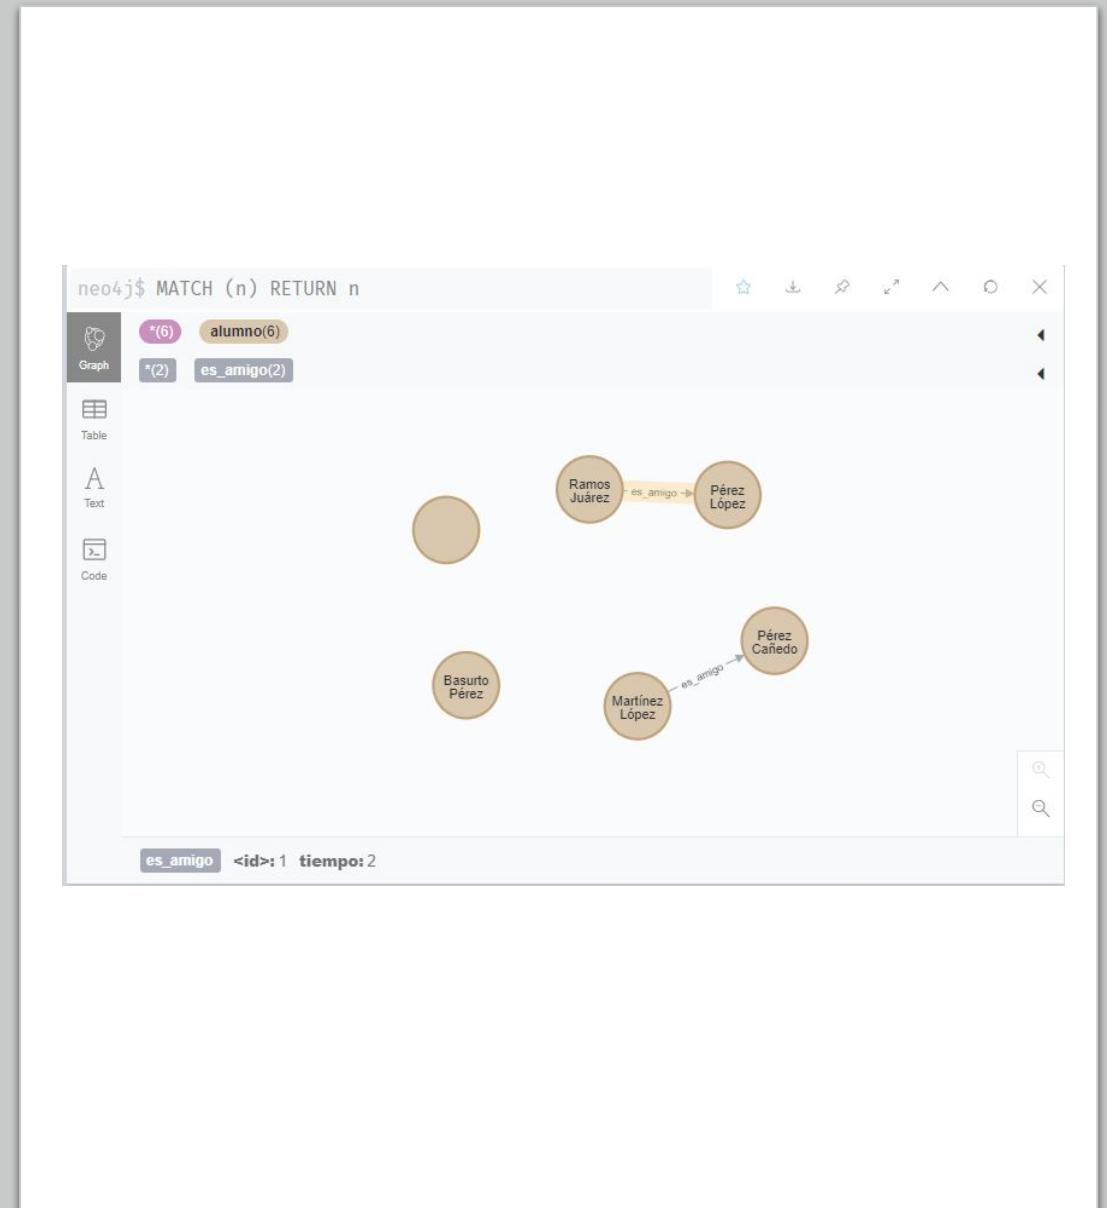 neo4j$ MATCH (n) RETURN n
*(6) alumno(6)
Graph
*(2) es_amigo(2)
Table
A
Text
Code
Ramos
Juárez
es_amigo
Pérez
López
Pérez
Cañedo
es_amigo
Basurto
Pérez
Martínez
López
es_amigo <id>: 1 tiempo: 2